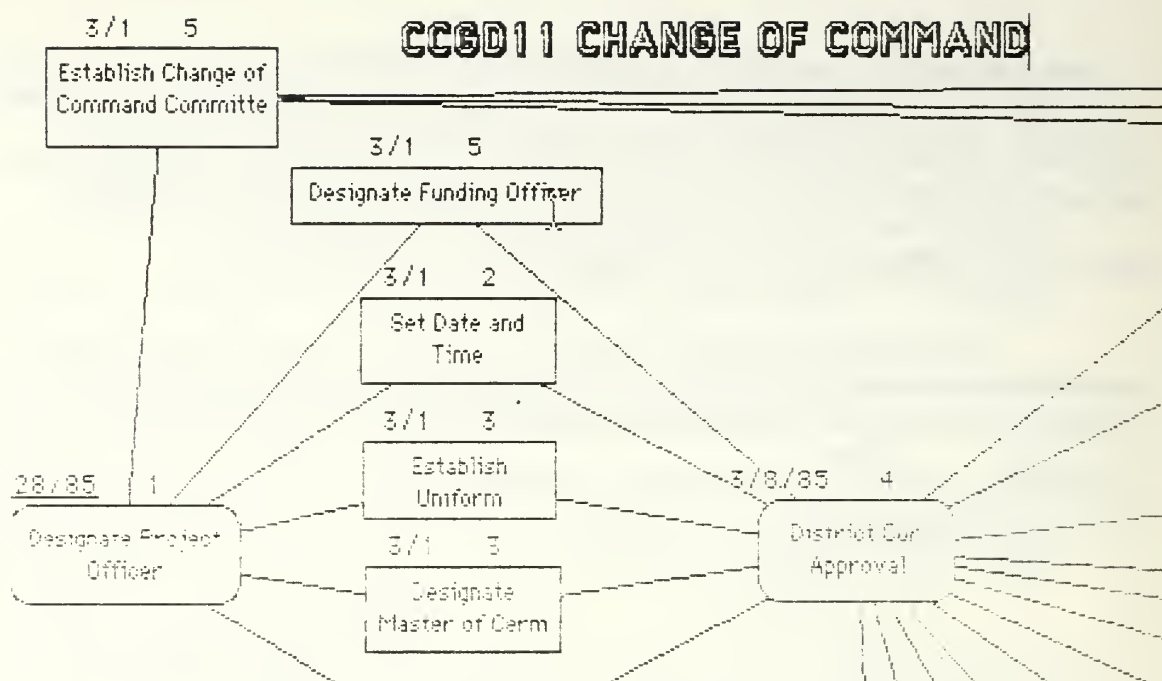 CCGD11 CHANGE OF COMMAND
3/1 5
Establish Change of
Command Committe
3/1 5
Designate Funding Officer
3/1 2
Set Date and
Time
3/1 3
Establish
Uniform
28/85 1
Designate Project
Officer
3/1 3
Designate
Master of Cerm
3/8/85 4
District Cdr
Approval